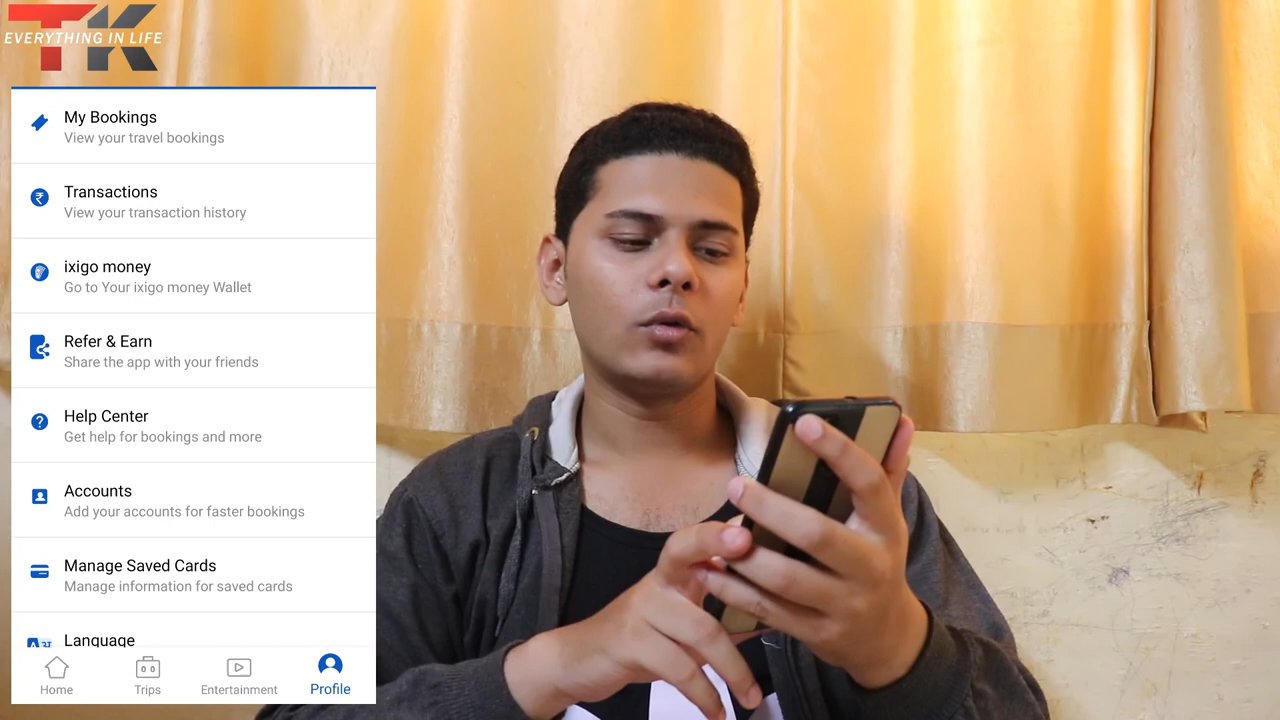 TK
EVERYTHING IN LIFE
My Bookings
View your travel bookings
Transactions
View your transaction history
ixigo money
Go to Your ixigo money Wallet
Refer & Earn
Share the app with your friends
Help Center
Get help for bookings and more
Accounts
Add your accounts for faster bookings
Manage Saved Cards
Manage information for saved cards
Language
Home
Trips
Entertainment
Profile